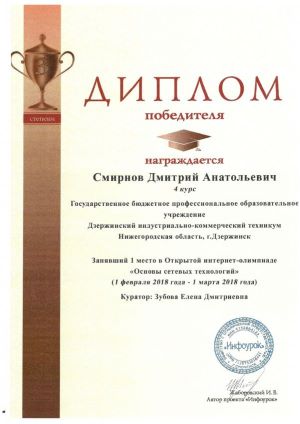 ДИПЛОМ
победителя
степени
награждается
Смирнов Дмитрий Анатольевич
4 курс
Государственное бюджетное профессиональное образовательное
учреждение
Дзержинский индустриально-коммерческий техникум
Нижегородская область, г.Дзержинск
Занявший 1 место в Открытой интернет-олимпиаде
«Основы сетевых технологий»
(1 февраля 2018 года - 1 марта 2018 года)
Куратор: Зубова Елена Дмитриевна
«Инфоурок»
Жаборовский И.В.
Автор проекта «Инфоурок»